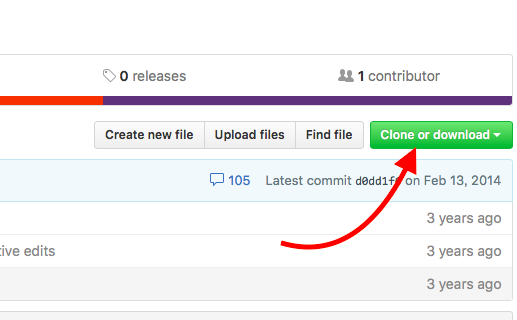 0 releases 1 contributor
Create new file Upload files Find file Clone or download
105 Latest commit on Feb 13, 2014
3 years ago
tive edits 3 years ago
3 years ago